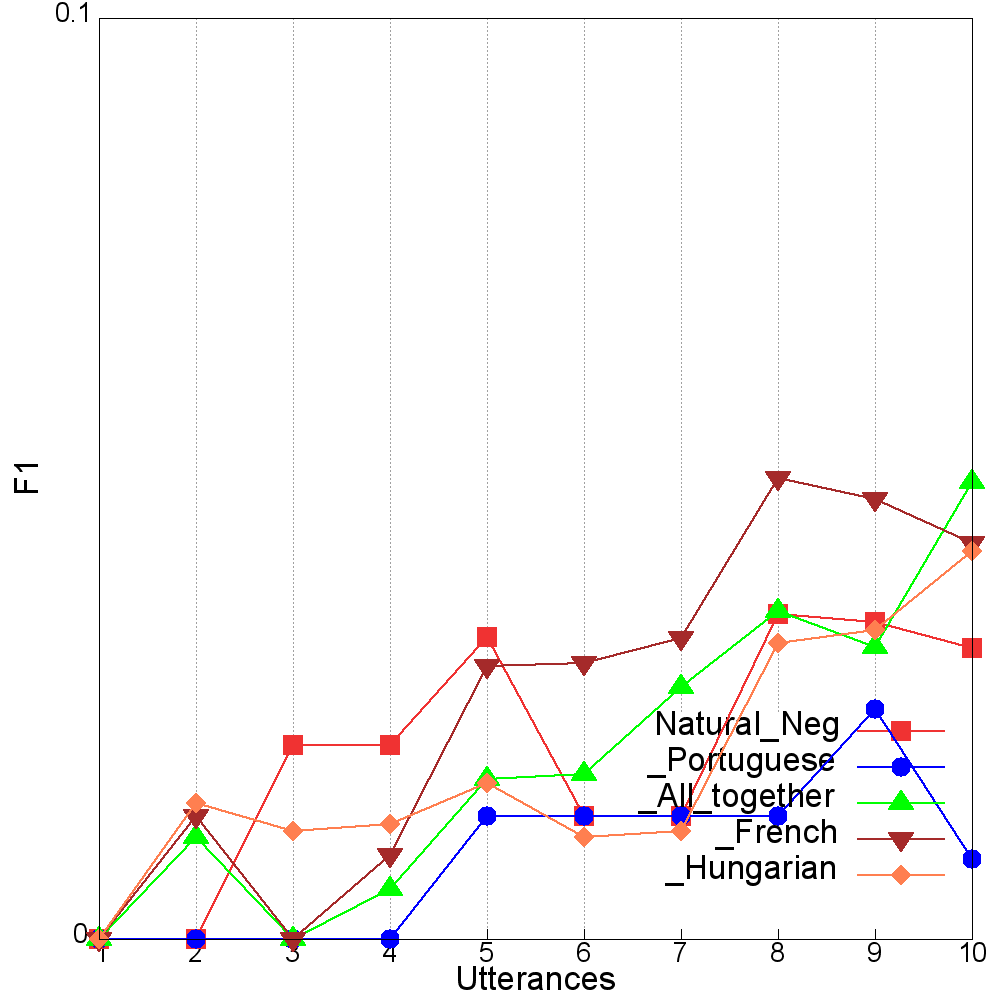 0.1
F1
Natural_Neg
_Portuguese
_All_together
_French
_Hungarian
0
1 2 3 4 5 6 7 8 9 10
Utterances